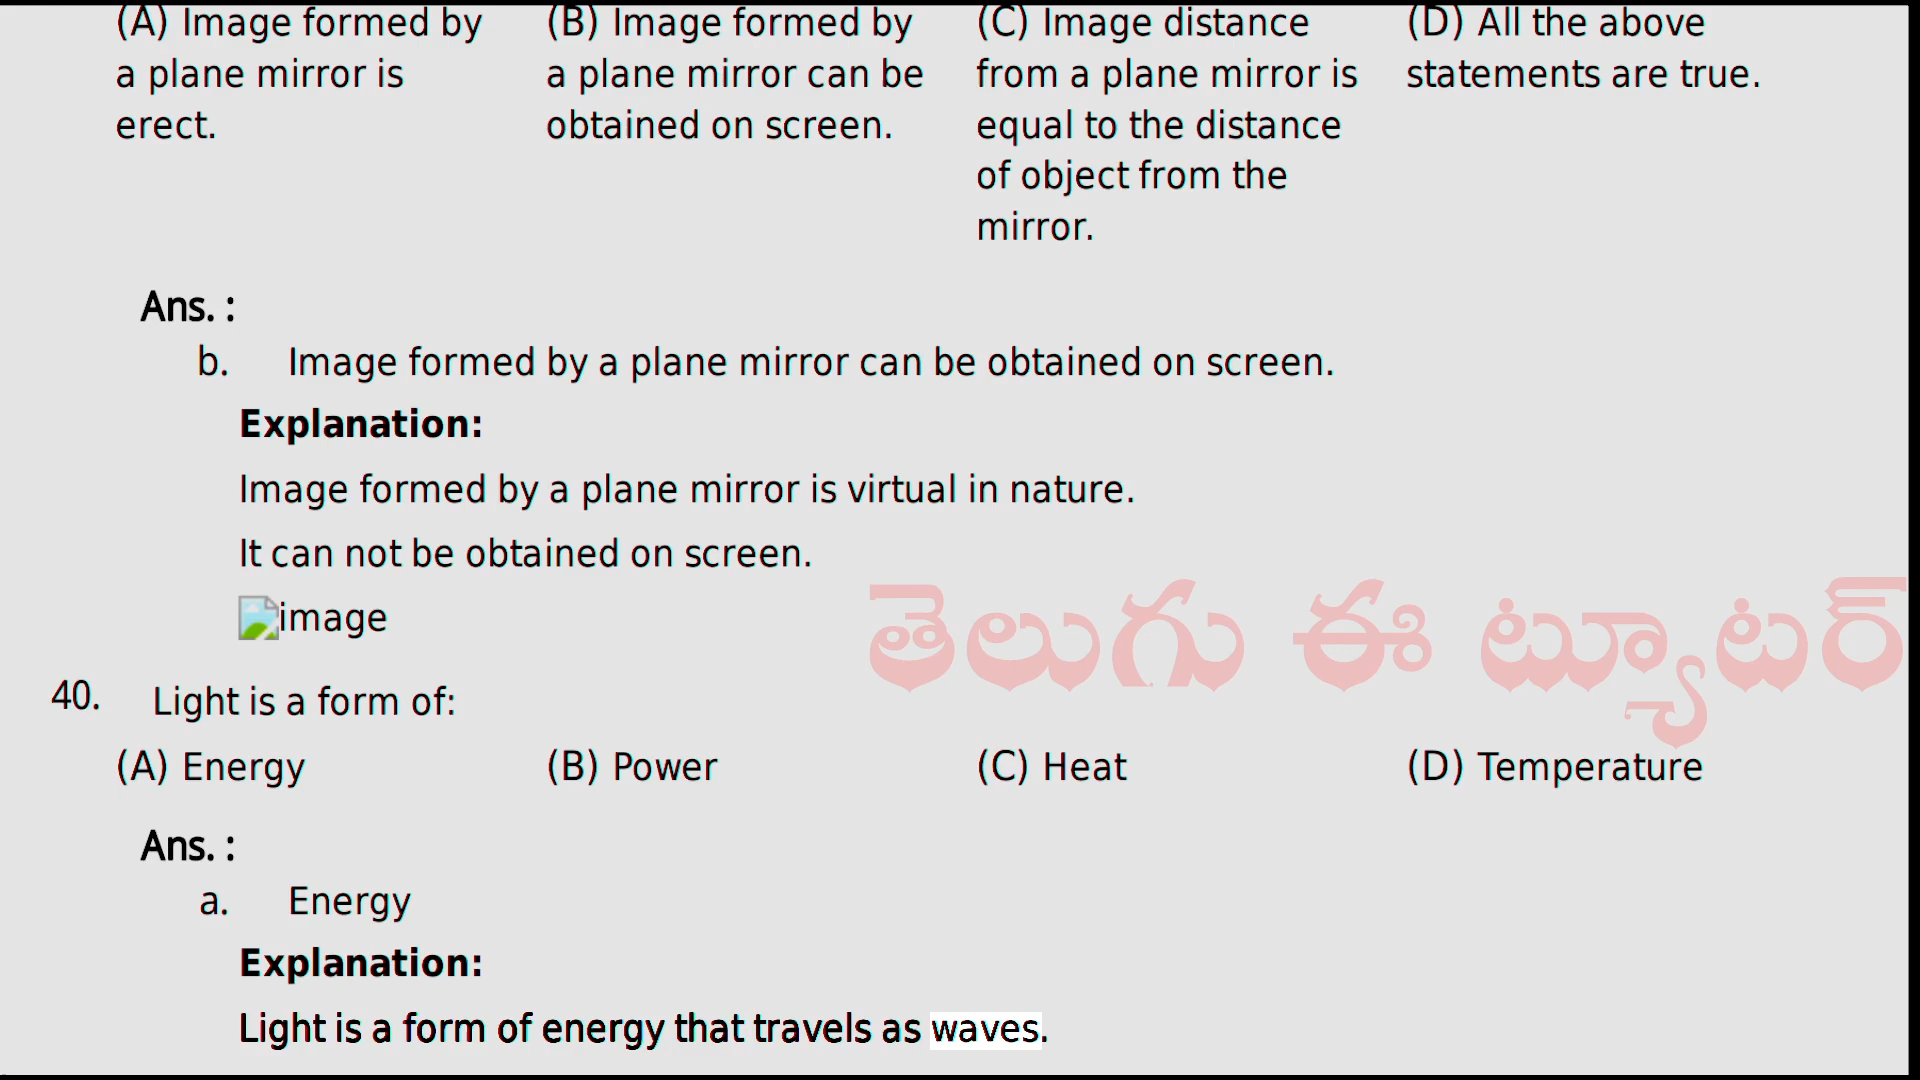 (A) Image formed by (B) Image formed by (C) Image distance (D) All the above
a plane mirror is a plane mirror can be from a plane mirror is statements are true.
erect. obtained on screen. equal to the distance
of object from the
mirror.
Ans. :
b. Image formed by a plane mirror can be obtained on screen.
Explanation:
Image formed by a plane mirror is virtual in nature.
It can not be obtained on screen.
image
తెలుగు ఈ ట్యూటర్
40. Light is a form of:
(A) Energy (B) Power (C) Heat (D) Temperature
Ans. :
a. Energy
Explanation:
Light is a form of energy that travels as waves.